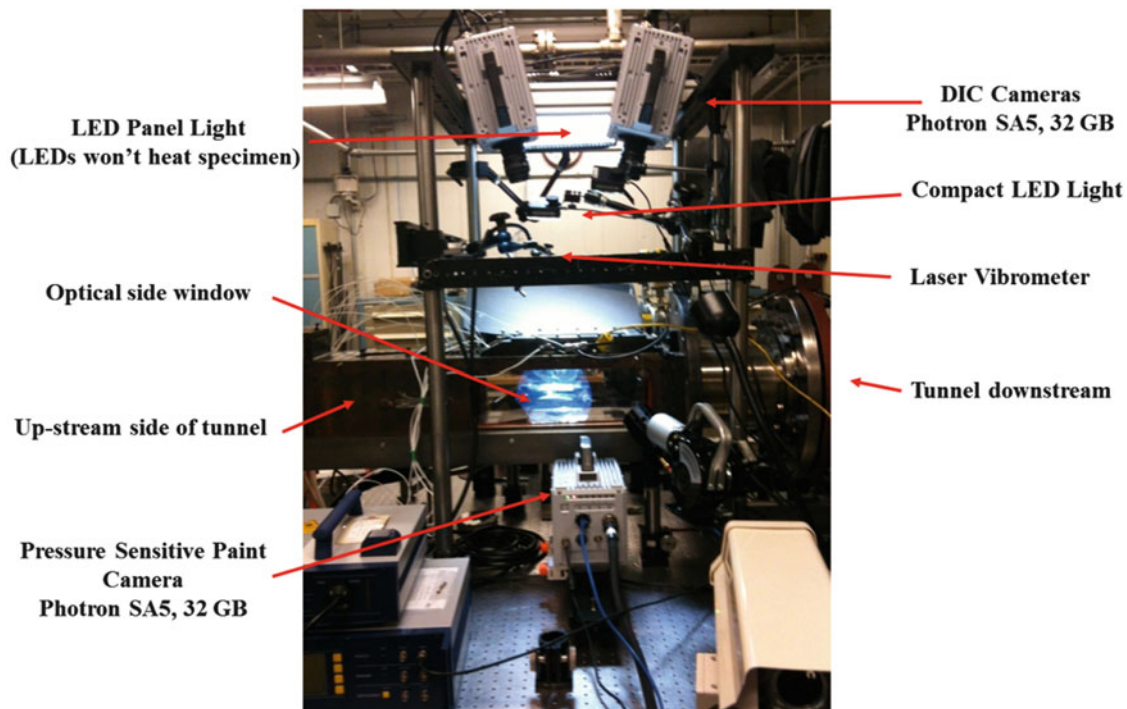 LED Panel Light
(LEDs won't heat specimen)
Optical side window
Up-stream side of tunnel
Pressure Sensitive Paint
Camera
Photron SA5, 32 GB
DIC Cameras
Photron SA5, 32 GB
Compact LED Light
Laser Vibrometer
Tunnel downstream